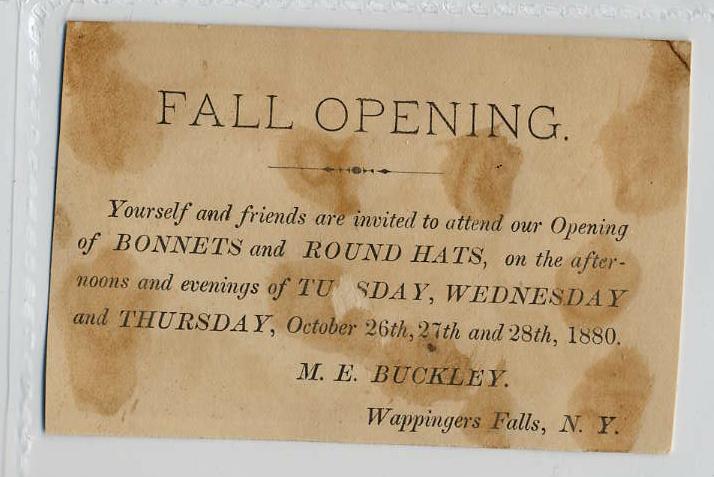 FALL OPENING.
Yourself and friends are invited to attend our Opening
of BONNETS and ROUND HATS, on the after-
noons and evenings of TU SDAY, WEDNESDAY
and THURSDAY, October 26th, 27th and 28th, 1880.
M. E. BUCKLEY.
Wappingers Falls, N. Y.